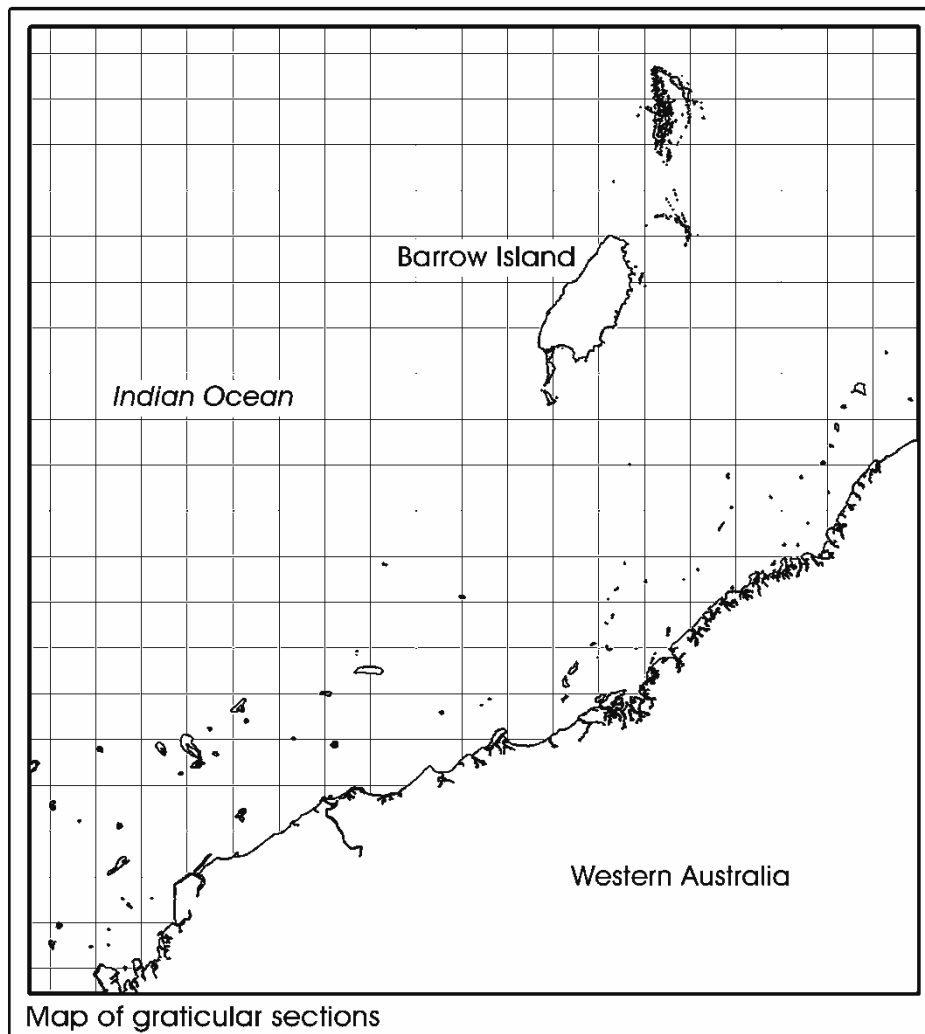 Barrow Island
Indian Ocean
Western Australia
Map of graticular sections